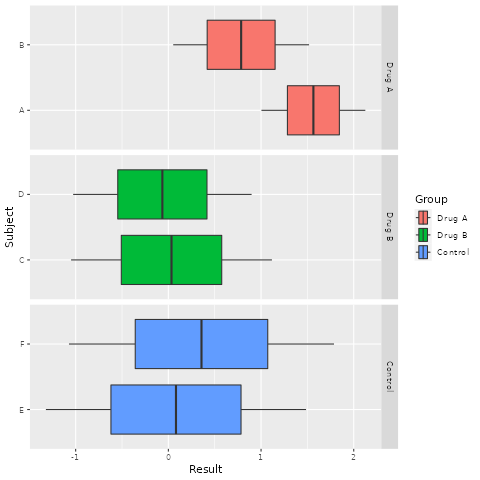 B
A
Drug A
D
C
Drug B
F
E
Control
-1
0
1
2
Result
Subject
Group
Drug A
Drug B
Control